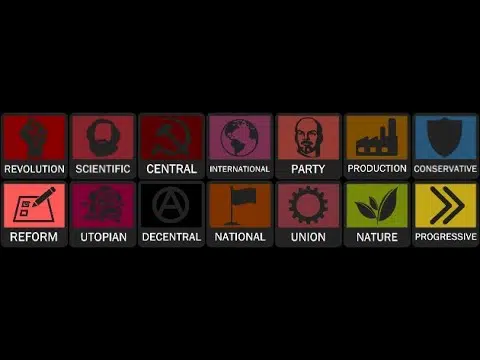 REVOLUTION SCIENTIFIC CENTRAL INTERNATIONAL PARTY PRODUCTION CONSERVATIVE
REFORM UTOPIAN DECENTRAL NATIONAL UNION NATURE PROGRESSIVE